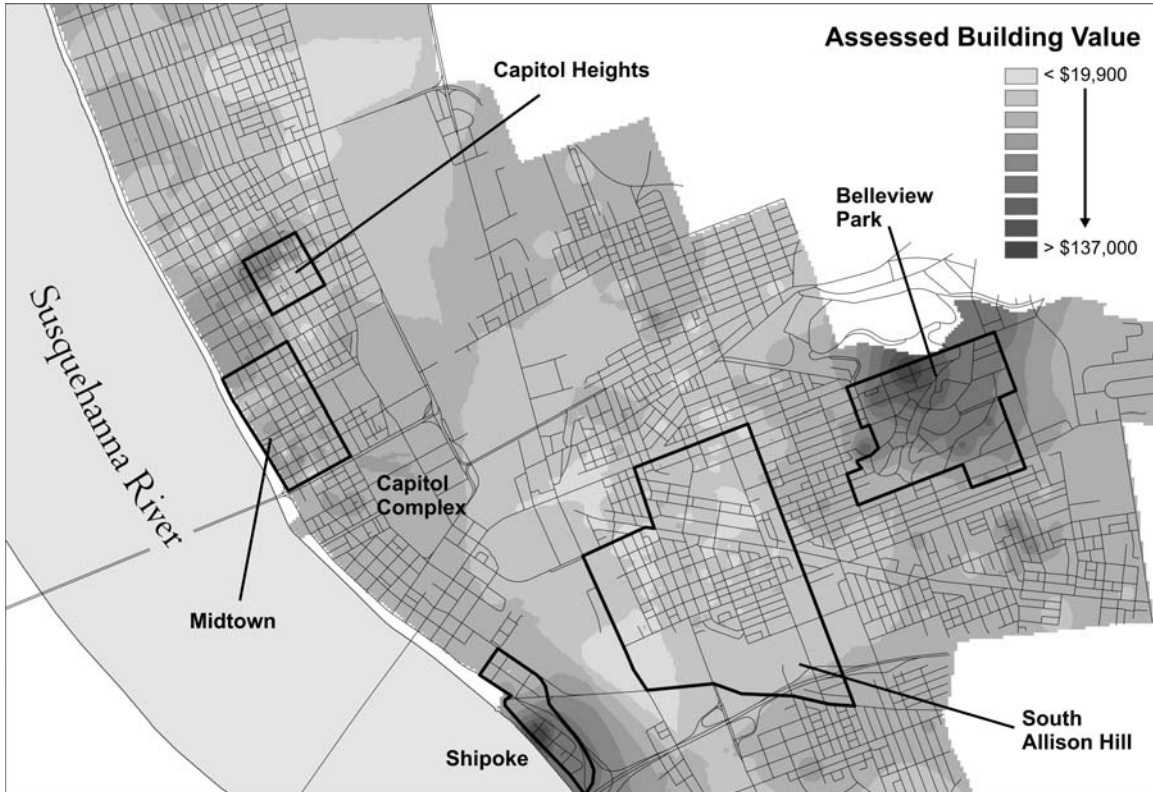 Assessed Building Value
< $19,900
> $137,000
Capitol Heights
Belleview
Park
Susquehanna River
Capitol
Complex
Midtown
South
Allison Hill
Shipoke